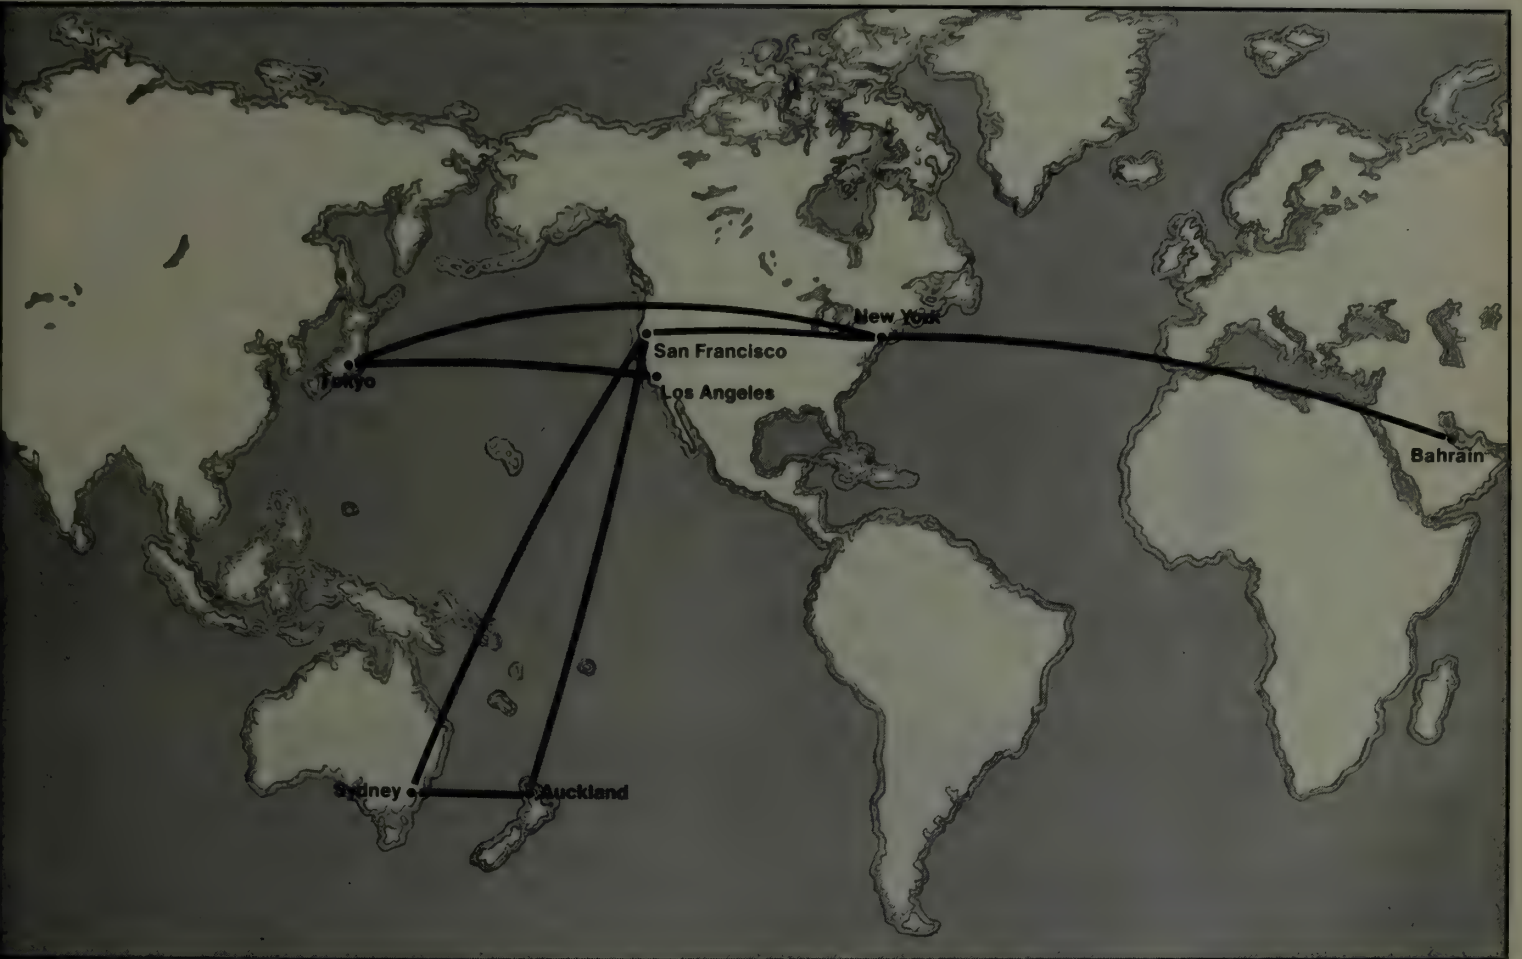 New York
San Francisco
Tokyo
Los Angeles
Bahrain
Sydney
Auckland